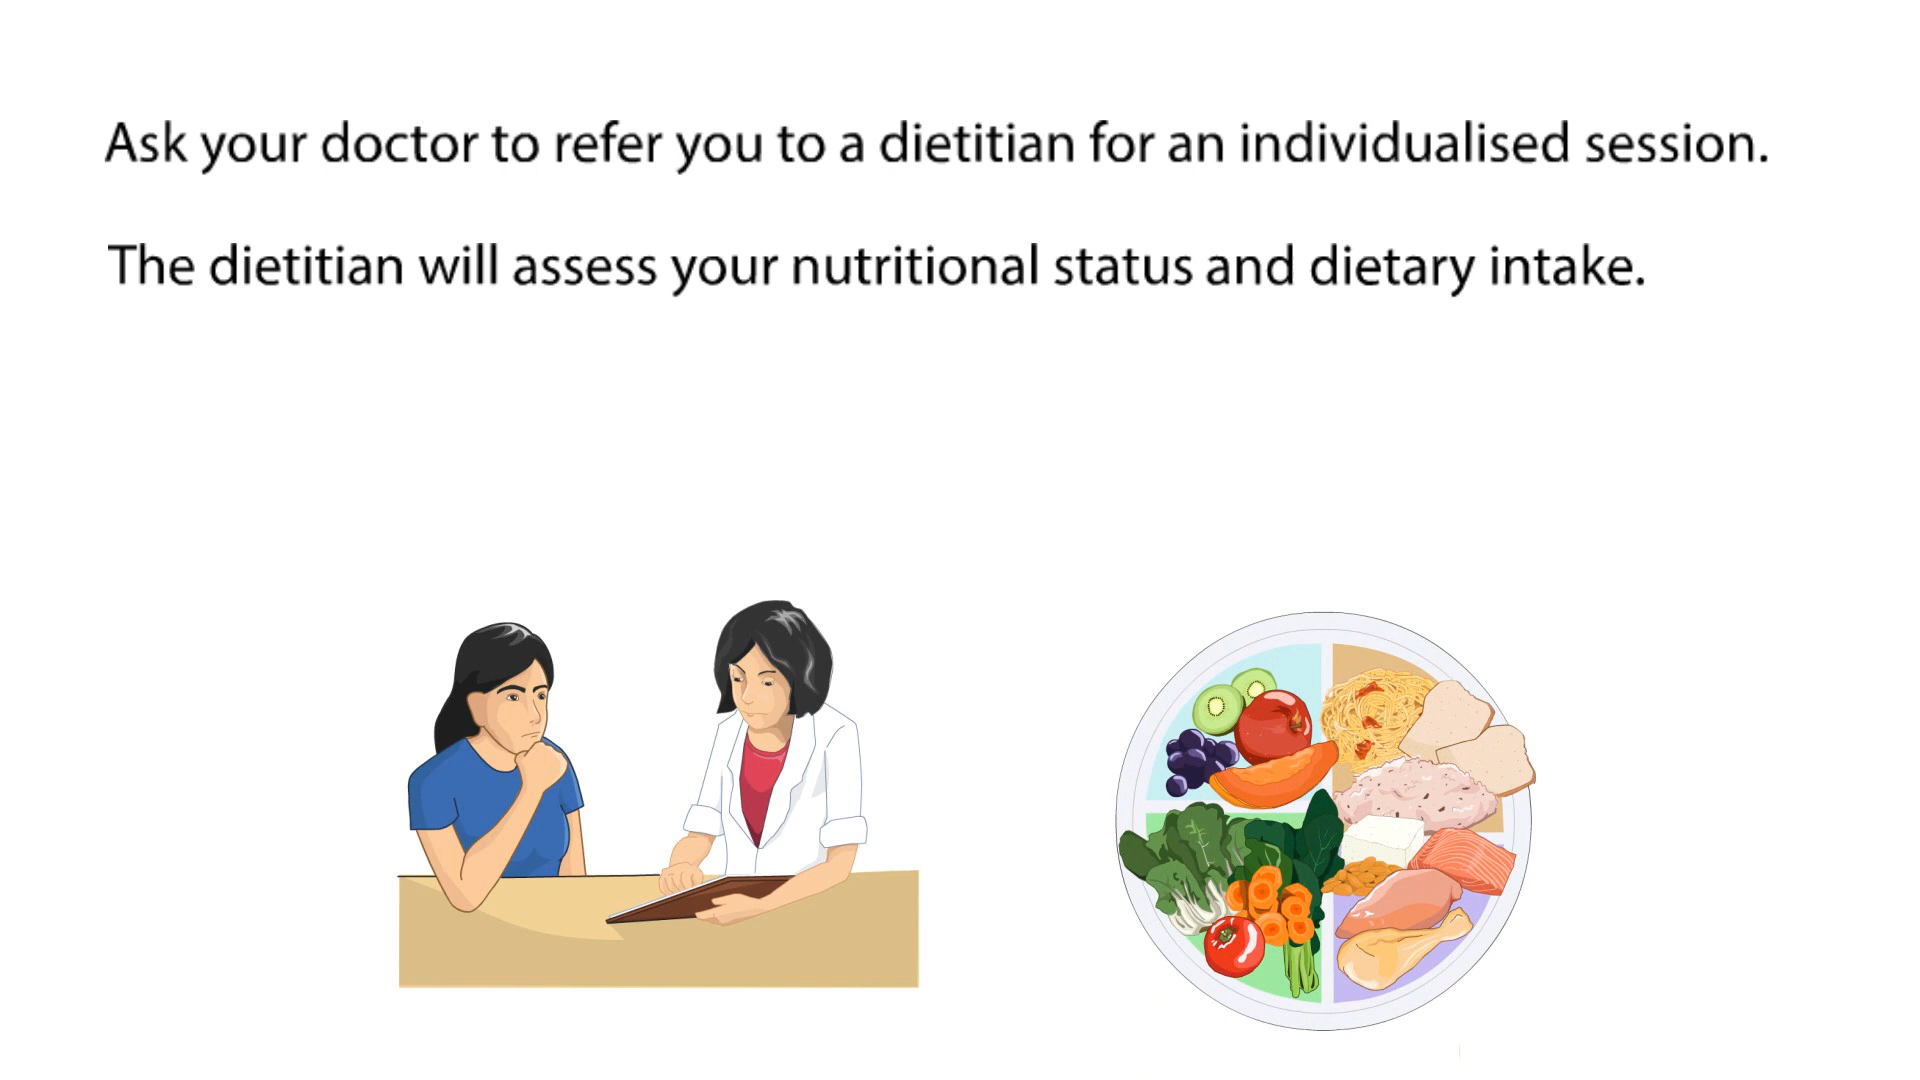 Ask your doctor to refer you to a dietitian for an individualised session.
The dietitian will assess your nutritional status and dietary intake.